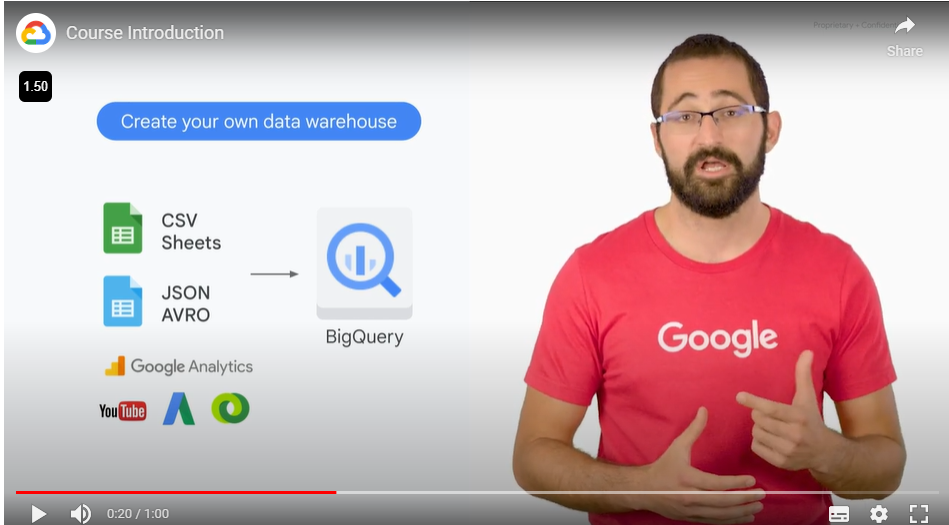 Course Introduction
Proprietary + Confiden
Share
1.50
Create your own data warehouse
CSV
Sheets
JSON
AVRO
BigQuery
Google Analytics
YouTube
Google
0:20 / 1:00